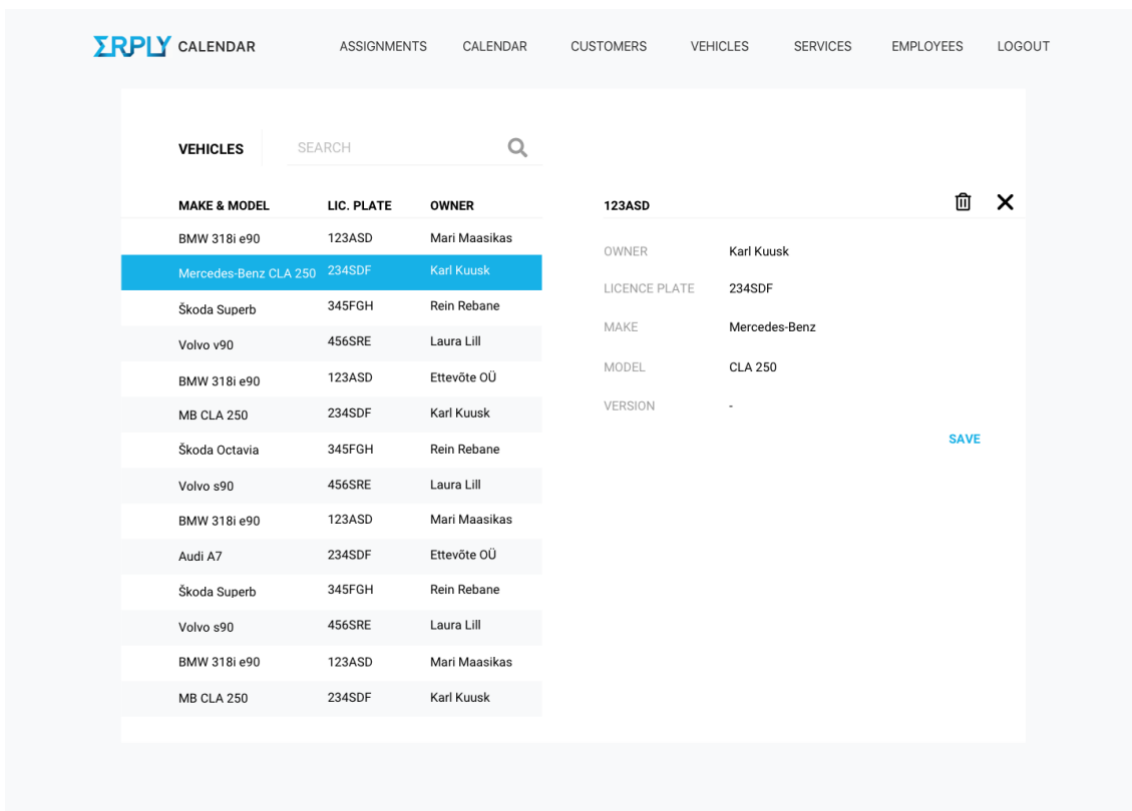 ERPLY CALENDAR ASSIGNMENTS CALENDAR CUSTOMERS VEHICLES SERVICES EMPLOYEES LOGOUT
VEHICLES SEARCH
MAKE & MODEL LIC. PLATE OWNER
BMW 318i e90 123ASD Mari Maasikas
Mercedes-Benz CLA 250 234SDF Karl Kuusk
Škoda Superb 345FGH Rein Rebane
Volvo v90 456SRE Laura Lill
BMW 318i e90 123ASD Ettevõte OÜ
MB CLA 250 234SDF Karl Kuusk
Škoda Octavia 345FGH Rein Rebane
Volvo s90 456SRE Laura Lill
BMW 318i e90 123ASD Mari Maasikas
Audi A7 234SDF Ettevõte OÜ
Škoda Superb 345FGH Rein Rebane
Volvo s90 456SRE Laura Lill
BMW 318i e90 123ASD Mari Maasikas
MB CLA 250 234SDF Karl Kuusk
123ASD
OWNER Karl Kuusk
LICENCE PLATE 234SDF
MAKE Mercedes-Benz
MODEL CLA 250
VERSION -
SAVE